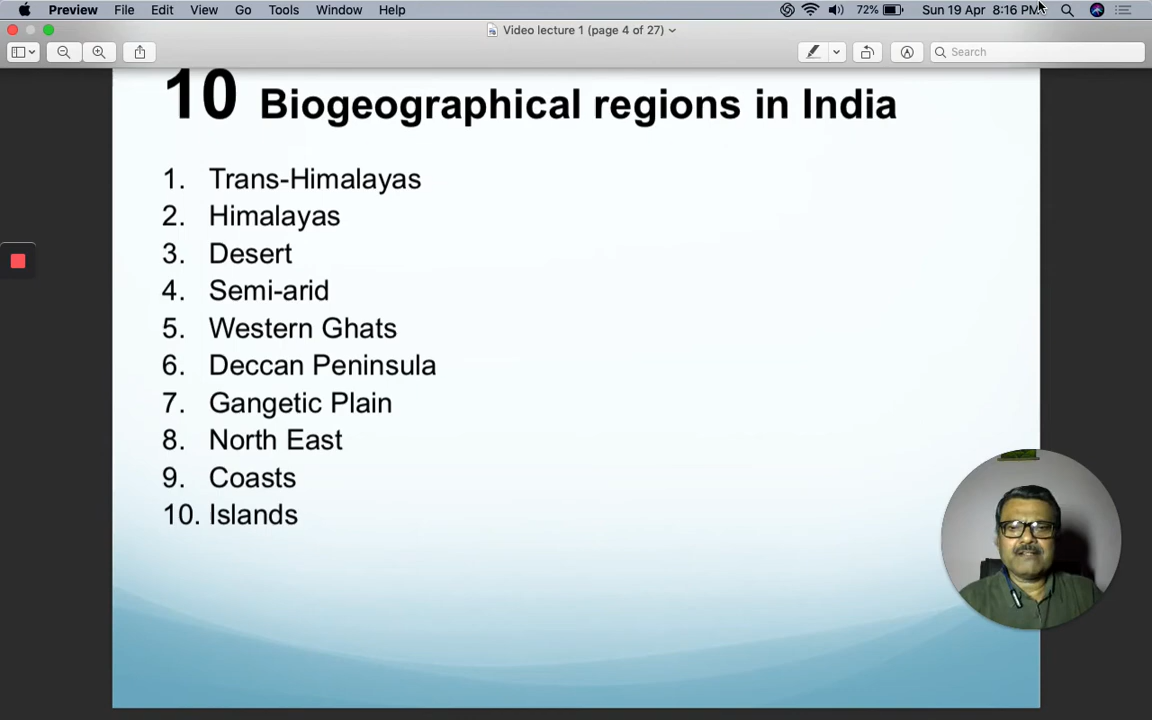 Preview File Edit View Go Tools Window Help 72% Sun 19 Apr 8:16 PM
Video lecture 1 (page 4 of 27)
Search
10 Biogeographical regions in India
1. Trans-Himalayas
2. Himalayas
3. Desert
4. Semi-arid
5. Western Ghats
6. Deccan Peninsula
7. Gangetic Plain
8. North East
9. Coasts
10. Islands